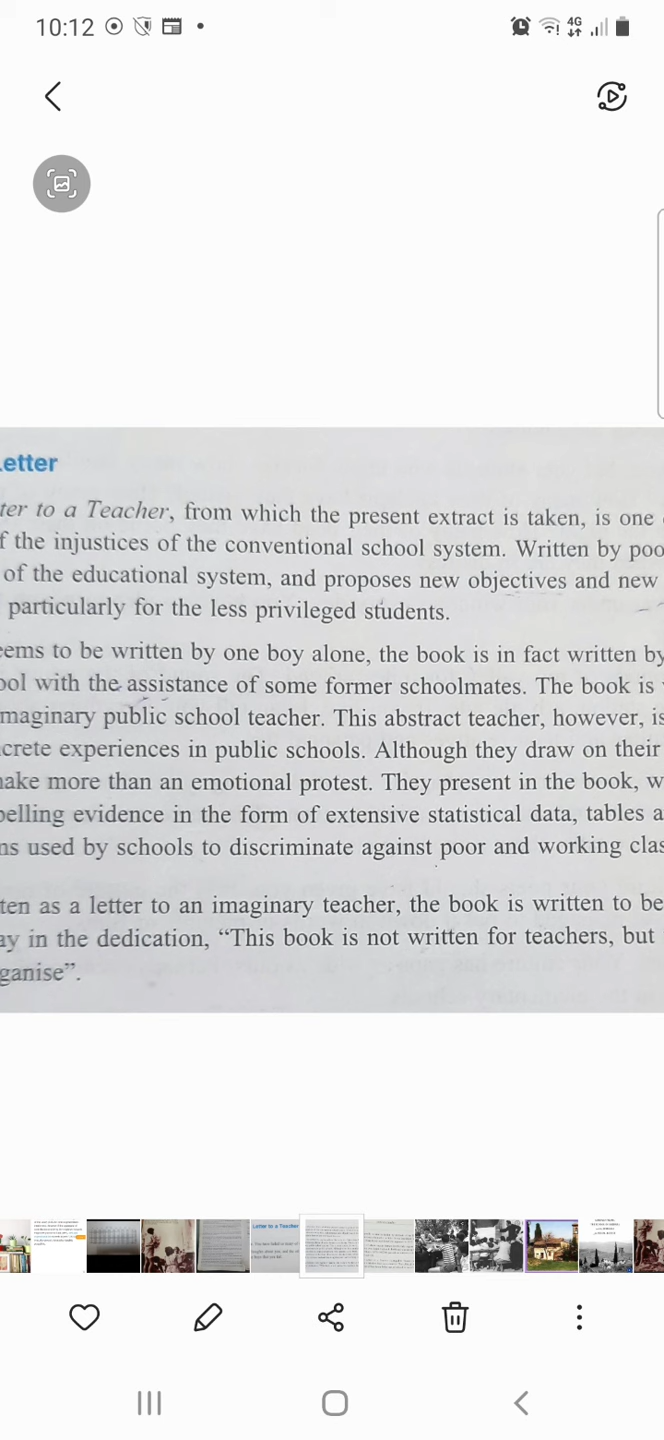 10:12
4G
Letter
ter to a Teacher, from which the present extract is taken, is one
f the injustices of the conventional school system. Written by poo
of the educational system, and proposes new objectives and new
particularly for the less privileged students.
eems to be written by one boy alone, the book is in fact written by
ool with the assistance of some former schoolmates. The book is
maginary public school teacher. This abstract teacher, however, is
crete experiences in public schools. Although they draw on their
nake more than an emotional protest. They present in the book, w
pelling evidence in the form of extensive statistical data, tables a
ns used by schools to discriminate against poor and working clas
ten as a letter to an imaginary teacher, the book is written to be
ay in the dedication, “This book is not written for teachers, but
ganise”.
Letter to a Teacher